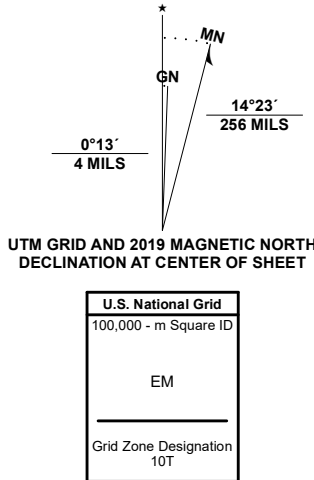 ★
MN
GN
0°13´
4 MILS
14°23´
256 MILS
UTM GRID AND 2019 MAGNETIC NORTH
DECLINATION AT CENTER OF SHEET
U.S. National Grid
100,000 - m Square ID
EM
Grid Zone Designation
10T